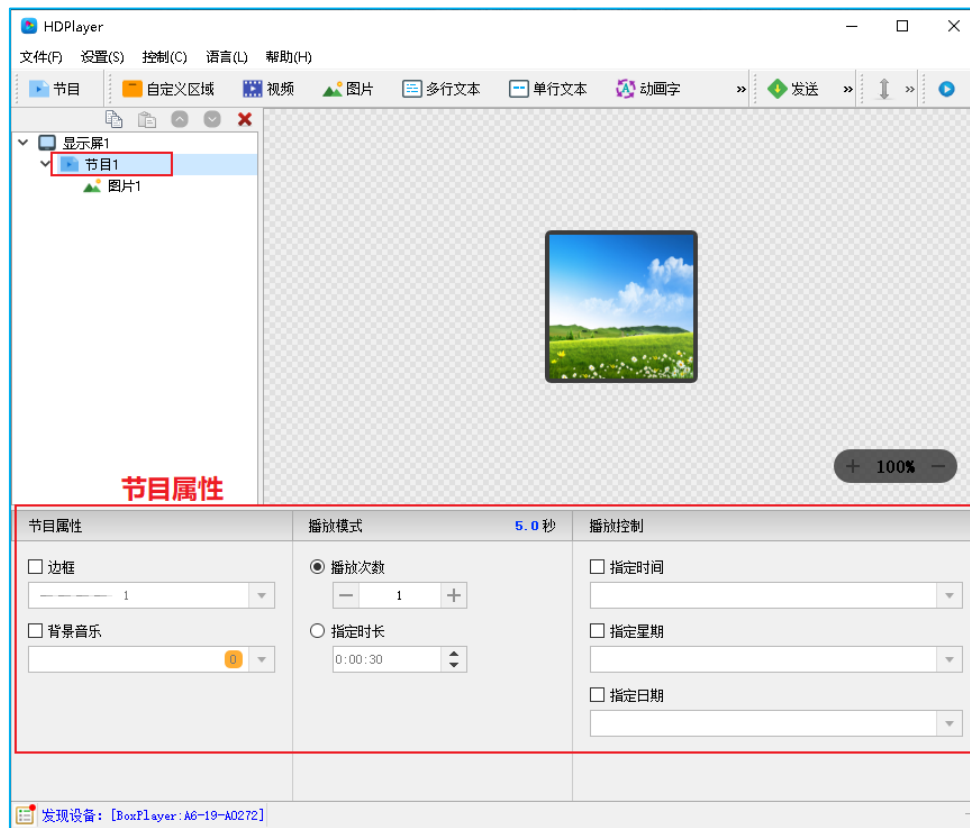 HDPlayer
文件(F) 设置(S) 控制(C) 语言(L) 帮助(H)
节目 自定义区域 视频 图片 多行文本 单行文本 动画字 » 发送 » »
显示屏1
节目1
图片1
+ 100% −
节目属性
节目属性 播放模式 5.0秒 播放控制
边框 播放次数 指定时间
1 − 1 +
背景音乐 指定时长 指定星期
0 0:00:30
指定日期
发现设备: [BoxPlayer:A6-19-A0272]